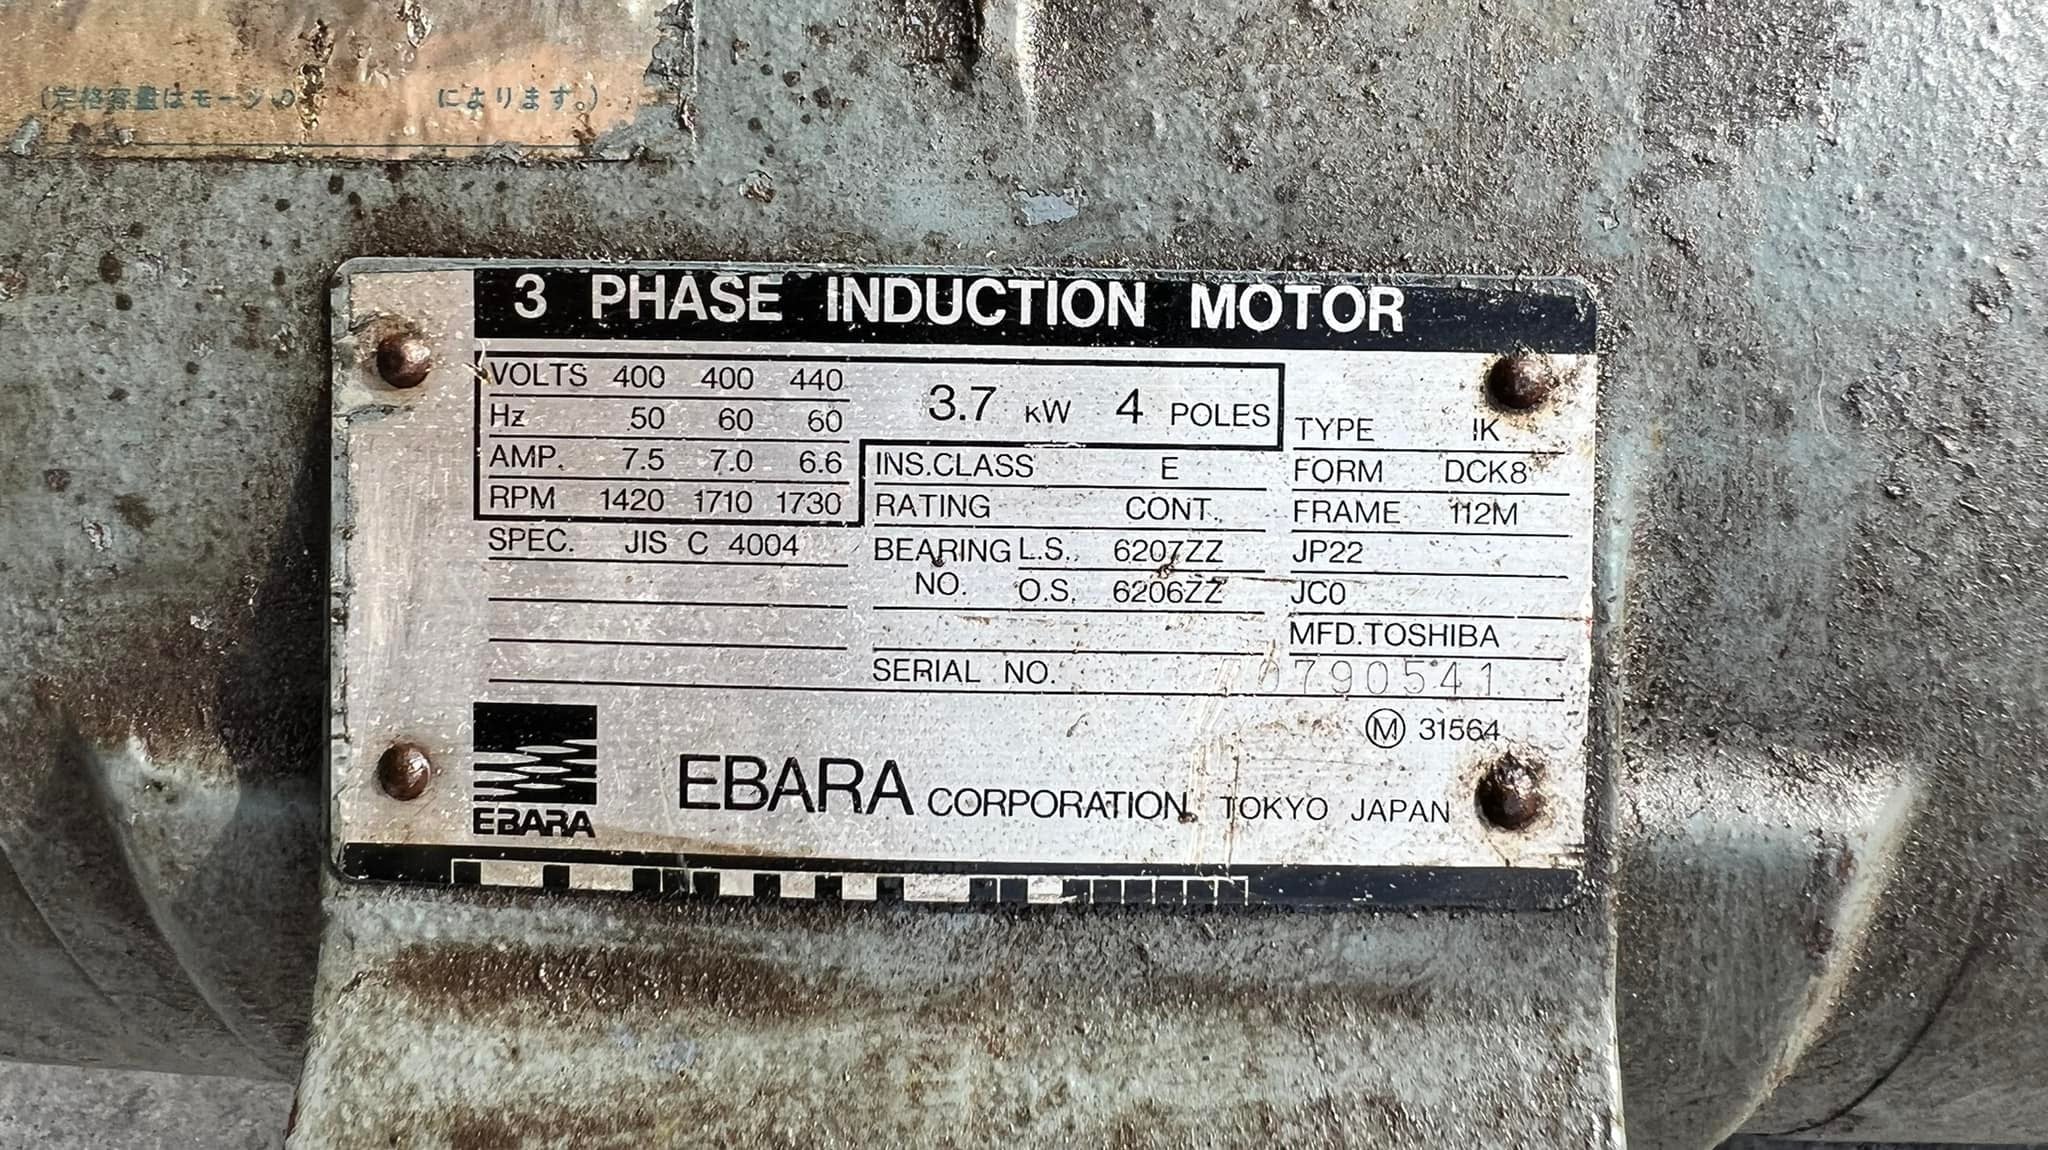 (定格容量はモータの によります。)
3 PHASE INDUCTION MOTOR
VOLTS 400 400 440
Hz 50 60 60
AMP. 7.5 7.0 6.6
RPM 1420 1710 1730
SPEC. JIS C 4004
3.7 kW 4 POLES
INS.CLASS E
RATING CONT.
BEARING L.S. 6207ZZ
NO. O.S. 6206ZZ
TYPE IK
FORM DCK8
FRAME 112M
JP22
JC0
MFD.TOSHIBA
SERIAL NO. 0790541
Ⓜ 31564
EBARA
EBARA CORPORATION TOKYO JAPAN